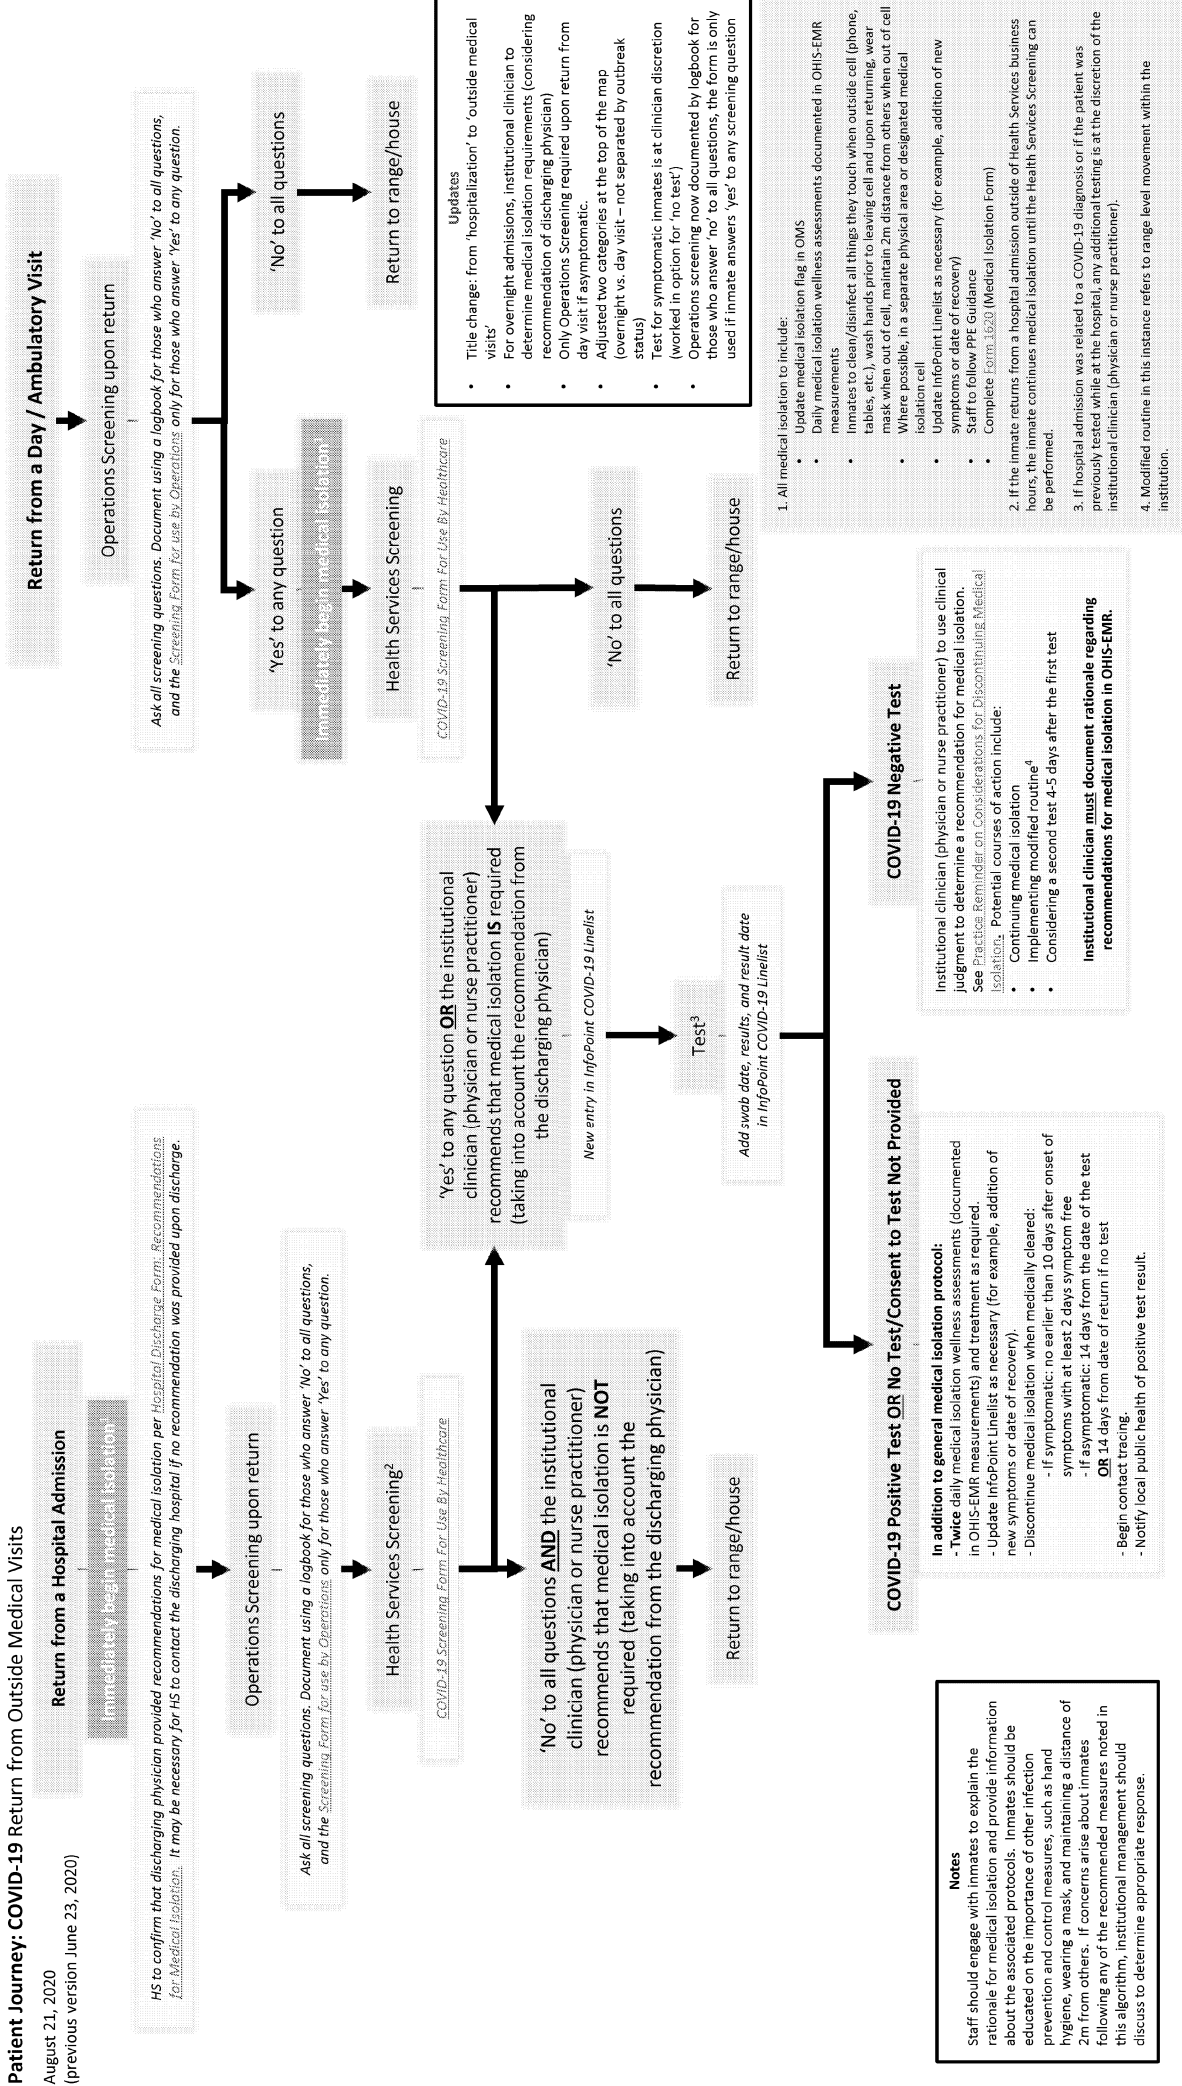 Patient Journey: COVID-19 Return from Outside Medical Visits
August 21, 2020
(previous version June 23, 2020)
Return from a Hospital Admission
Immediately begin medical isolation¹
HS to confirm that discharging physician provided recommendations for medical isolation per Hospital Discharge Form: Recommendations
for Medical Isolation. It may be necessary for HS to contact the discharging hospital if no recommendation was provided upon discharge.
Operations Screening upon return
Ask all screening questions. Document using a logbook for those who answer ‘No’ to all questions,
and the Screening Form for use by Operations only for those who answer ‘Yes’ to any question.
Health Services Screening²
COVID-19 Screening Form For Use By Healthcare
‘No’ to all questions AND the institutional
clinician (physician or nurse practitioner)
recommends that medical isolation is NOT
required (taking into account the
recommendation from the discharging physician)
Return to range/house
Return from a Day / Ambulatory Visit
Operations Screening upon return
Ask all screening questions. Document using a logbook for those who answer ‘No’ to all questions,
and the Screening Form for use by Operations only for those who answer ‘Yes’ to any question.
‘Yes’ to any question
Immediately begin medical isolation¹
Health Services Screening
COVID-19 Screening Form For Use By Healthcare
‘No’ to all questions
Return to range/house
‘No’ to all questions
Return to range/house
‘Yes’ to any question OR the institutional
clinician (physician or nurse practitioner)
recommends that medical isolation IS required
(taking into account the recommendation from
the discharging physician)
New entry in InfoPoint COVID-19 Linelist
Test³
Add swab date, results, and result date
in InfoPoint COVID-19 Linelist
COVID-19 Positive Test OR No Test/Consent to Test Not Provided
In addition to general medical isolation protocol:
- Twice daily medical isolation wellness assessments (documented
in OHIS-EMR measurements) and treatment as required.
- Update InfoPoint Linelist as necessary (for example, addition of
new symptoms or date of recovery).
- Discontinue medical isolation when medically cleared:
- If symptomatic: no earlier than 10 days after onset of
symptoms with at least 2 days symptom free
- If asymptomatic: 14 days from the date of the test
OR 14 days from date of return if no test
- Begin contact tracing.
- Notify local public health of positive test result.
COVID-19 Negative Test
Institutional clinician (physician or nurse practitioner) to use clinical
judgment to determine a recommendation for medical isolation.
See Practice Reminder on Considerations for Discontinuing Medical
Isolation. Potential courses of action include:
• Continuing medical isolation
• Implementing modified routine⁴
• Considering a second test 4-5 days after the first test
Institutional clinician must document rationale regarding
recommendations for medical isolation in OHIS-EMR.
Updates
• Title change: from ‘hospitalization’ to ‘outside medical
visits’
• For overnight admissions, institutional clinician to
determine medical isolation requirements (considering
recommendation of discharging physician)
• Only Operations Screening required upon return from
day visit if asymptomatic.
• Adjusted two categories at the top of the map
(overnight vs. day visit – not separated by outbreak
status)
• Test for symptomatic inmates is at clinician discretion
(worked in option for ‘no test’)
• Operations screening now documented by logbook for
those who answer ‘no’ to all questions, the form is only
used if inmate answers ‘yes’ to any screening question
Notes
Staff should engage with inmates to explain the
rationale for medical isolation and provide information
about the associated protocols. Inmates should be
educated on the importance of other infection
prevention and control measures, such as hand
hygiene, wearing a mask, and maintaining a distance of
2m from others. If concerns arise about inmates
following any of the recommended measures noted in
this algorithm, institutional management should
discuss to determine appropriate response.
1. All medical isolation to include:
• Update medical isolation flag in OMS
• Daily medical isolation wellness assessments documented in OHIS-EMR
measurements
• Inmates to clean/disinfect all things they touch when outside cell (phone,
tables, etc.), wash hands prior to leaving cell and upon returning, wear
mask when out of cell, maintain 2m distance from others when out of cell
• Where possible, in a separate physical area or designated medical
isolation cell
• Update InfoPoint Linelist as necessary (for example, addition of new
symptoms or date of recovery)
• Staff to follow PPE Guidance
• Complete Form 1620 (Medical Isolation Form)
2. If the inmate returns from a hospital admission outside of Health Services business
hours, the inmate continues medical isolation until the Health Services Screening can
be performed.
3. If hospital admission was related to a COVID-19 diagnosis or if the patient was
previously tested while at the hospital, any additional testing is at the discretion of the
institutional clinician (physician or nurse practitioner).
4. Modified routine in this instance refers to range level movement within the
institution.